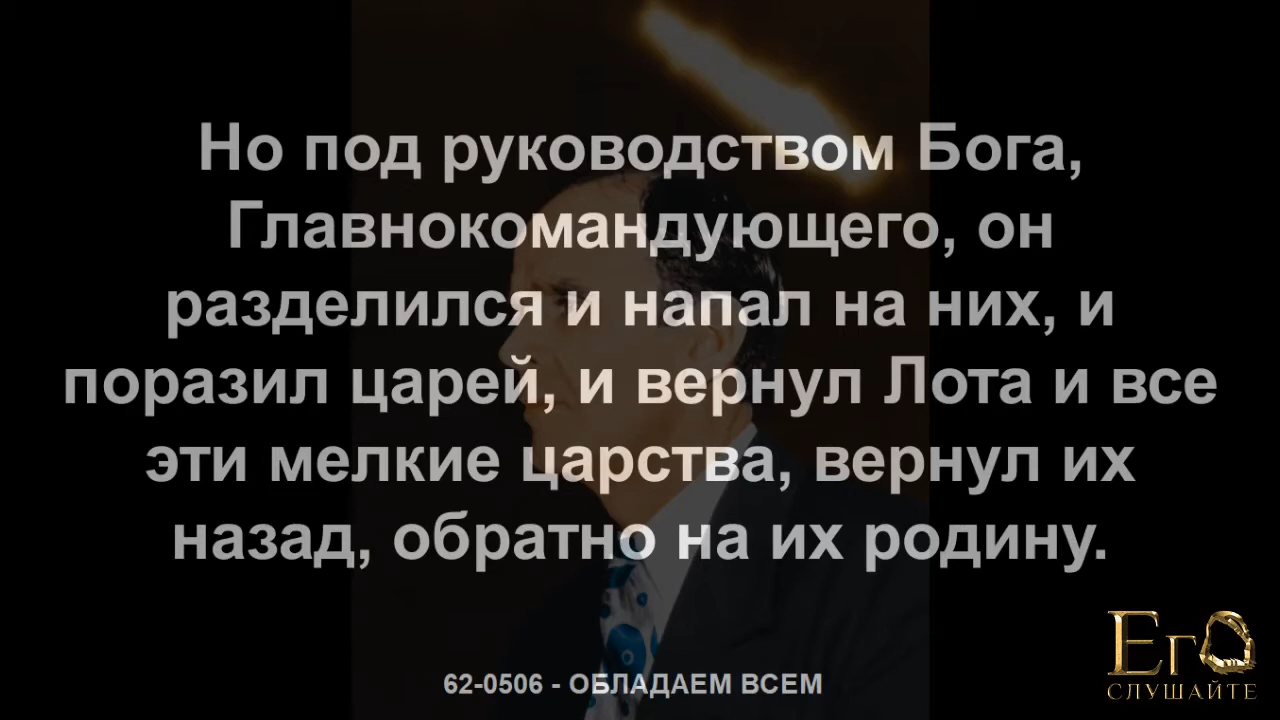 Но под руководством Бога,
Главнокомандующего, он
разделился и напал на них, и
поразил царей, и вернул Лота и все
эти мелкие царства, вернул их
назад, обратно на их родину.
62-0506 - ОБЛАДАЕМ ВСЕМ
ЕгО
СЛУШАЙТЕ